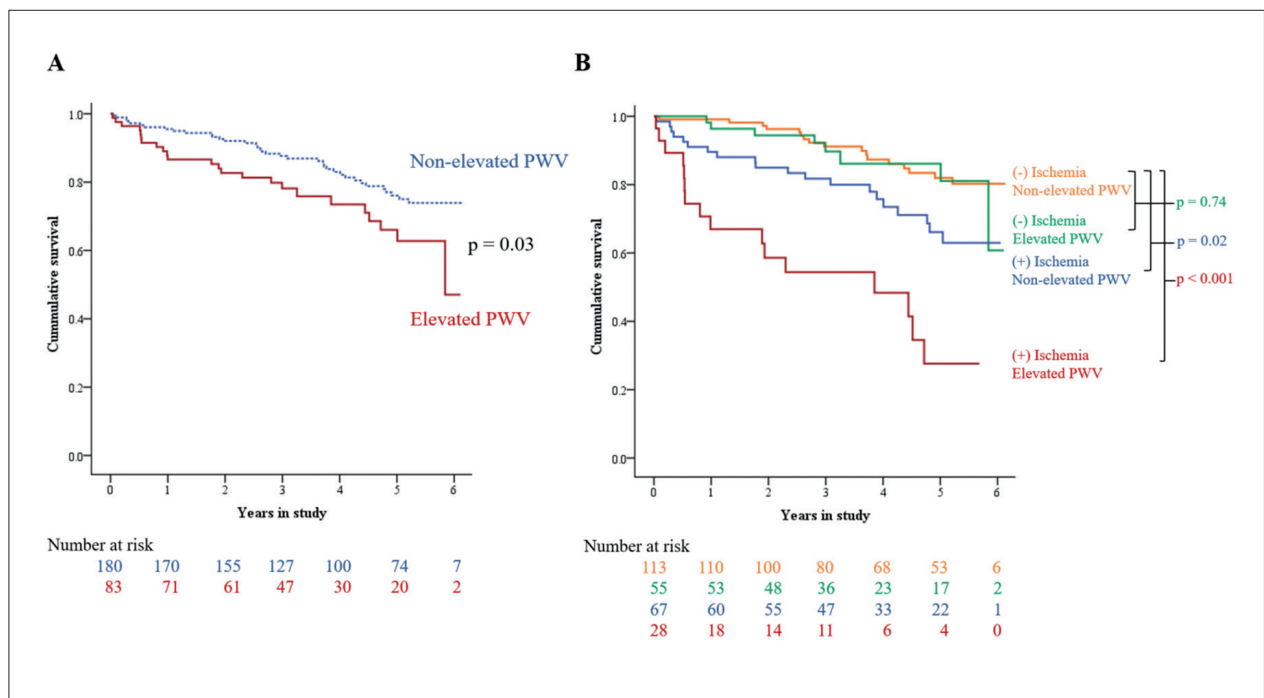 A
Cummulative survival
1.0
0.8
0.6
0.4
0.2
0.0
Non-elevated PWV
p = 0.03
Elevated PWV
0 1 2 3 4 5 6
Years in study
Number at risk
180 170 155 127 100 74 7
83 71 61 47 30 20 2
B
Cummulative survival
1.0
0.8
0.6
0.4
0.2
0.0
(-) Ischemia
Non-elevated PWV
(-) Ischemia
Elevated PWV
(+) Ischemia
Non-elevated PWV
(+) Ischemia
Elevated PWV
p = 0.74
p = 0.02
p < 0.001
0 1 2 3 4 5 6
Years in study
Number at risk
113 110 100 80 68 53 6
55 53 48 36 23 17 2
67 60 55 47 33 22 1
28 18 14 11 6 4 0